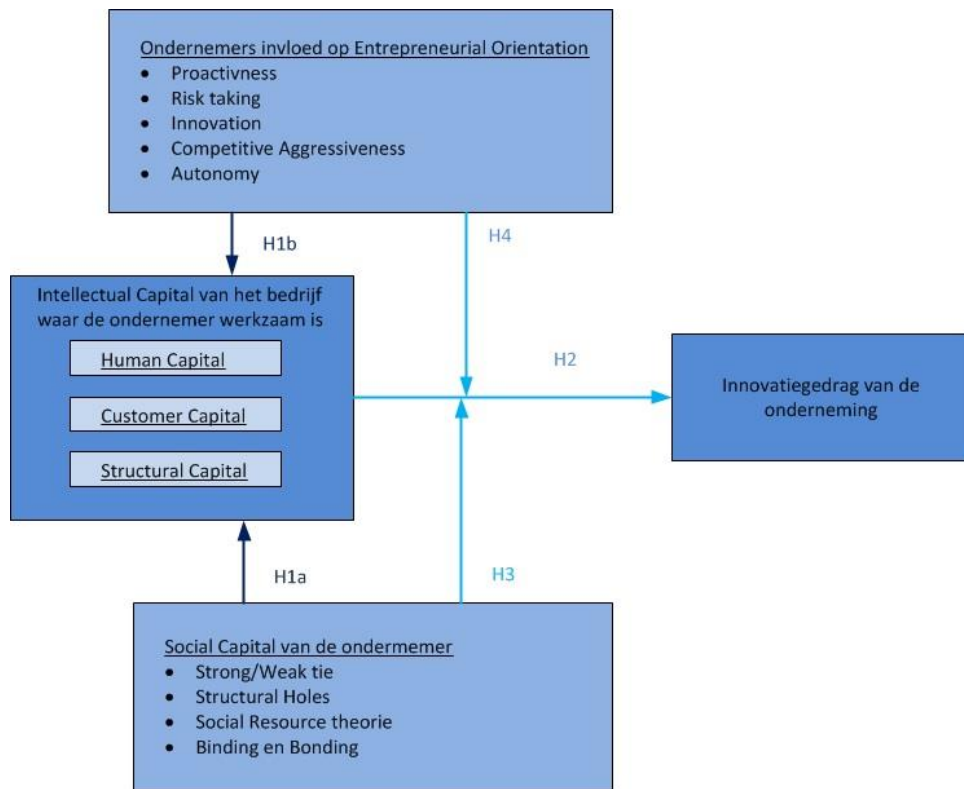 Ondernemers invloed op Entrepreneurial Orientation
• Proactivness
• Risk taking
• Innovation
• Competitive Aggressiveness
• Autonomy
H1b
H4
Intellectual Capital van het bedrijf
waar de ondernemer werkzaam is
Human Capital
Customer Capital
Structural Capital
H2
Innovatiegedrag van de
onderneming
H1a
H3
Social Capital van de ondermemer
• Strong/Weak tie
• Structural Holes
• Social Resource theorie
• Binding en Bonding